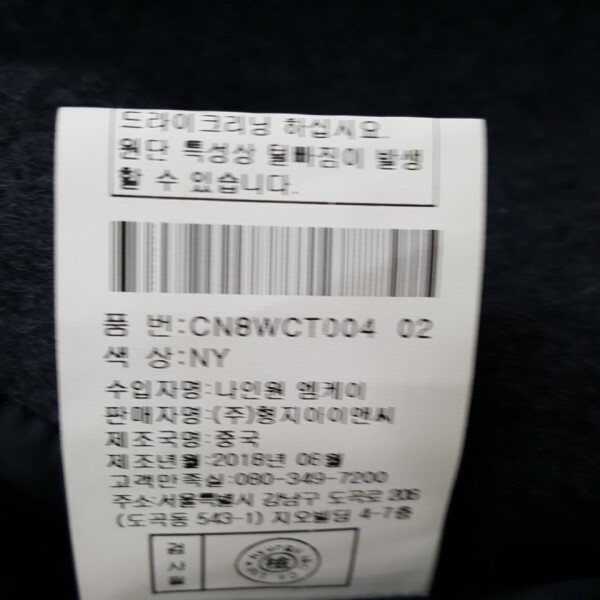 드라이크리닝 하십시요.
원단 특성상 털빠짐이 발생
할 수 있습니다.
품 번:CN8WCT004 02
색 상:NY
수입자명:나인원 엠케이
판매자명:(주)형지아이앤씨
제조국명:중국
제조년월:2018년 08월
고객만족실:080-349-7200
주소:서울특별시 강남구 도곡로 206
(도곡동 543-1) 지오빌딩 4-7층
검
사
필